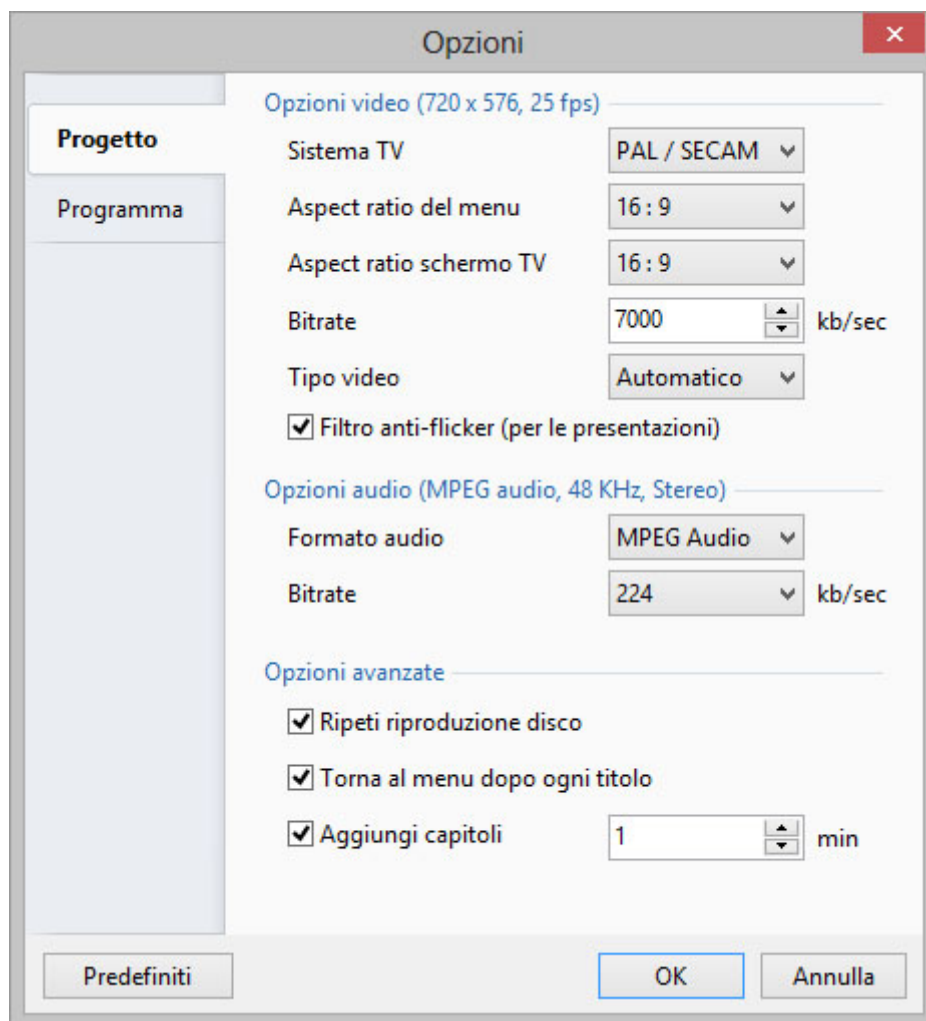 Opzioni
Progetto
Programma
Opzioni video (720 x 576, 25 fps)
Sistema TV PAL / SECAM
Aspect ratio del menu 16 : 9
Aspect ratio schermo TV 16 : 9
Bitrate 7000 kb/sec
Tipo video Automatico
Filtro anti-flicker (per le presentazioni)
Opzioni audio (MPEG audio, 48 KHz, Stereo)
Formato audio MPEG Audio
Bitrate 224 kb/sec
Opzioni avanzate
Ripeti riproduzione disco
Torna al menu dopo ogni titolo
Aggiungi capitoli 1 min
Predefiniti OK Annulla